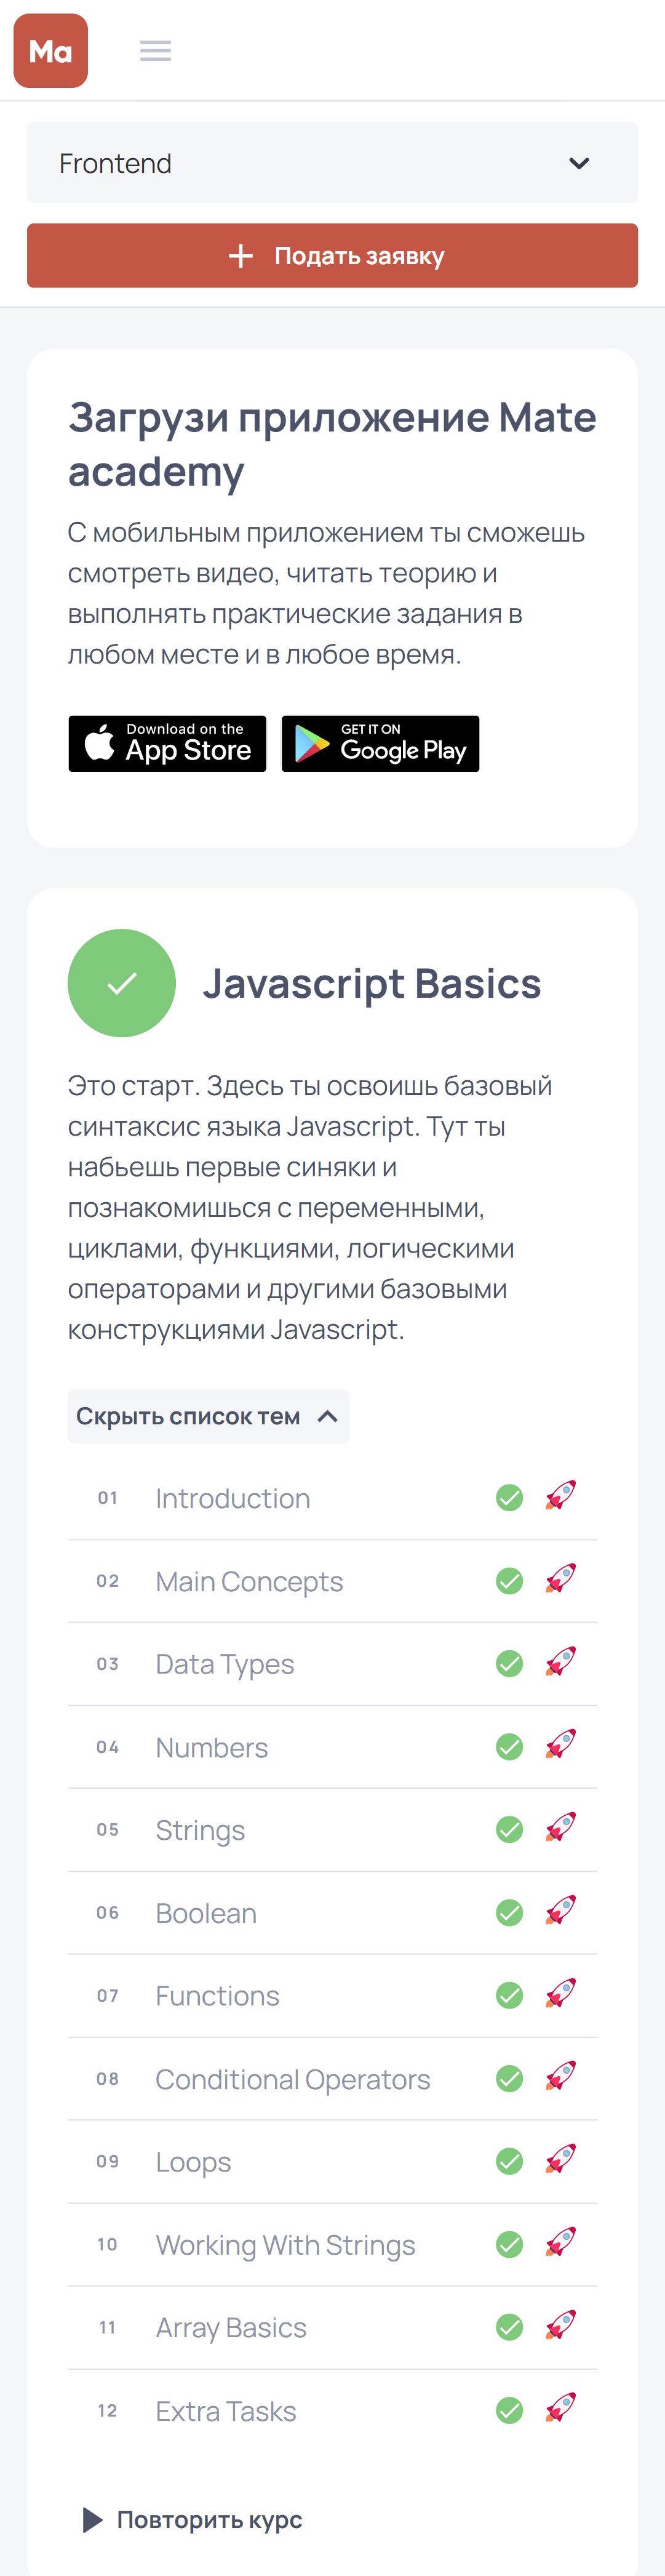 Ma
Frontend
Подать заявку
Загрузи приложение Mate
academy
С мобильным приложением ты сможешь
смотреть видео, читать теорию и
выполнять практические задания в
любом месте и в любое время.
Download on the
App Store
GET IT ON
Google Play
Javascript Basics
Это старт. Здесь ты освоишь базовый
синтаксис языка Javascript. Тут ты
набьешь первые синяки и
познакомишься с переменными,
циклами, функциями, логическими
операторами и другими базовыми
конструкциями Javascript.
Скрыть список тем
01 Introduction
02 Main Concepts
03 Data Types
04 Numbers
05 Strings
06 Boolean
07 Functions
08 Conditional Operators
09 Loops
10 Working With Strings
11 Array Basics
12 Extra Tasks
Повторить курс